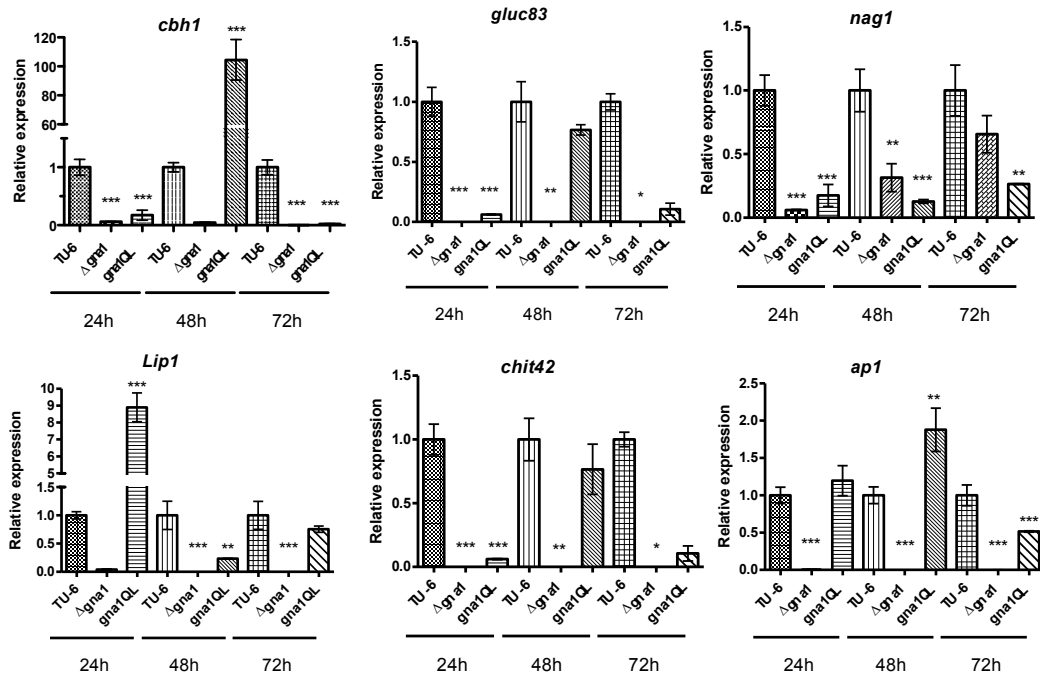 cbh1
Relative expression
120
100
80
60
1
0
***
*** ***
*** ***
TU6 Δgna1 gna1QL TU6 Δgna1 gna1QL TU6 Δgna1 gna1QL
24h 48h 72h
gluc83
Relative expression
1.5
1.0
0.5
0.0
*** *** ** *
TU-6 Δgna1 gna1QL TU-6 Δgna1 gna1QL TU-6 Δgna1 gna1QL
24h 48h 72h
nag1
Relative expression
1.5
1.0
0.5
0.0
*** *** ** *** **
TU-6 Δgna1 gna1QL TU-6 Δgna1 gna1QL TU-6 Δgna1 gna1QL
24h 48h 72h
Lip1
Relative expression
10
9
8
7
6
5
1.0
0.5
0.0
***
*** ** ***
TU-6 Δgna1 gna1QL TU-6 Δgna1 gna1QL TU-6 Δgna1 gna1QL
24h 48h 72h
chit42
Relative expression
1.5
1.0
0.5
0.0
*** *** ** *
TU-6 Δgna1 gna1QL TU-6 Δgna1 gna1QL TU-6 Δgna1 gna1QL
24h 48h 72h
ap1
Relative expression
2.5
2.0
1.5
1.0
0.5
0.0
**
*** *** *** ***
TU-6 Δgna1 gna1QL TU-6 Δgna1 gna1QL TU-6 Δgna1 gna1QL
24h 48h 72h